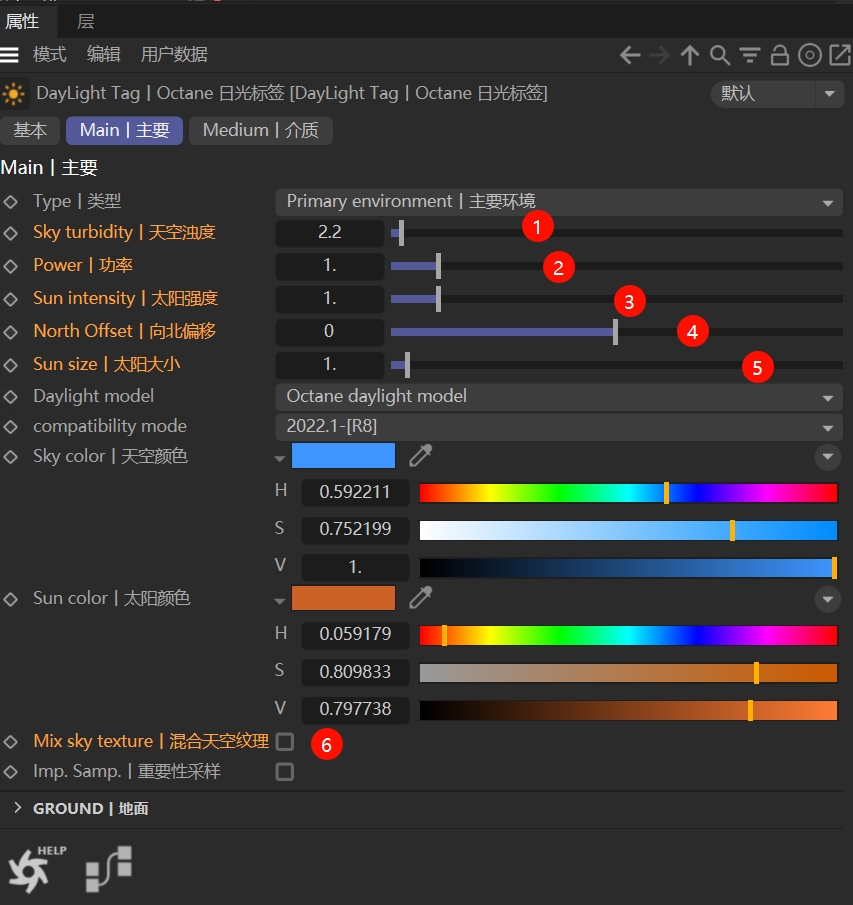 属性 层
模式 编辑 用户数据
DayLight Tag | Octane 日光标签 [DayLight Tag | Octane 日光标签] 默认
基本 Main | 主要 Medium | 介质
Main | 主要
Type | 类型 Primary environment | 主要环境
Sky turbidity | 天空浊度 2.2 1
Power | 功率 1. 2
Sun intensity | 太阳强度 1. 3
North Offset | 向北偏移 0 4
Sun size | 太阳大小 1. 5
Daylight model Octane daylight model
compatibility mode 2022.1-[R8]
Sky color | 天空颜色
H 0.592211
S 0.752199
V 1.
Sun color | 太阳颜色
H 0.059179
S 0.809833
V 0.797738
Mix sky texture | 混合天空纹理 6
Imp. Samp. | 重要性采样
GROUND | 地面
HELP